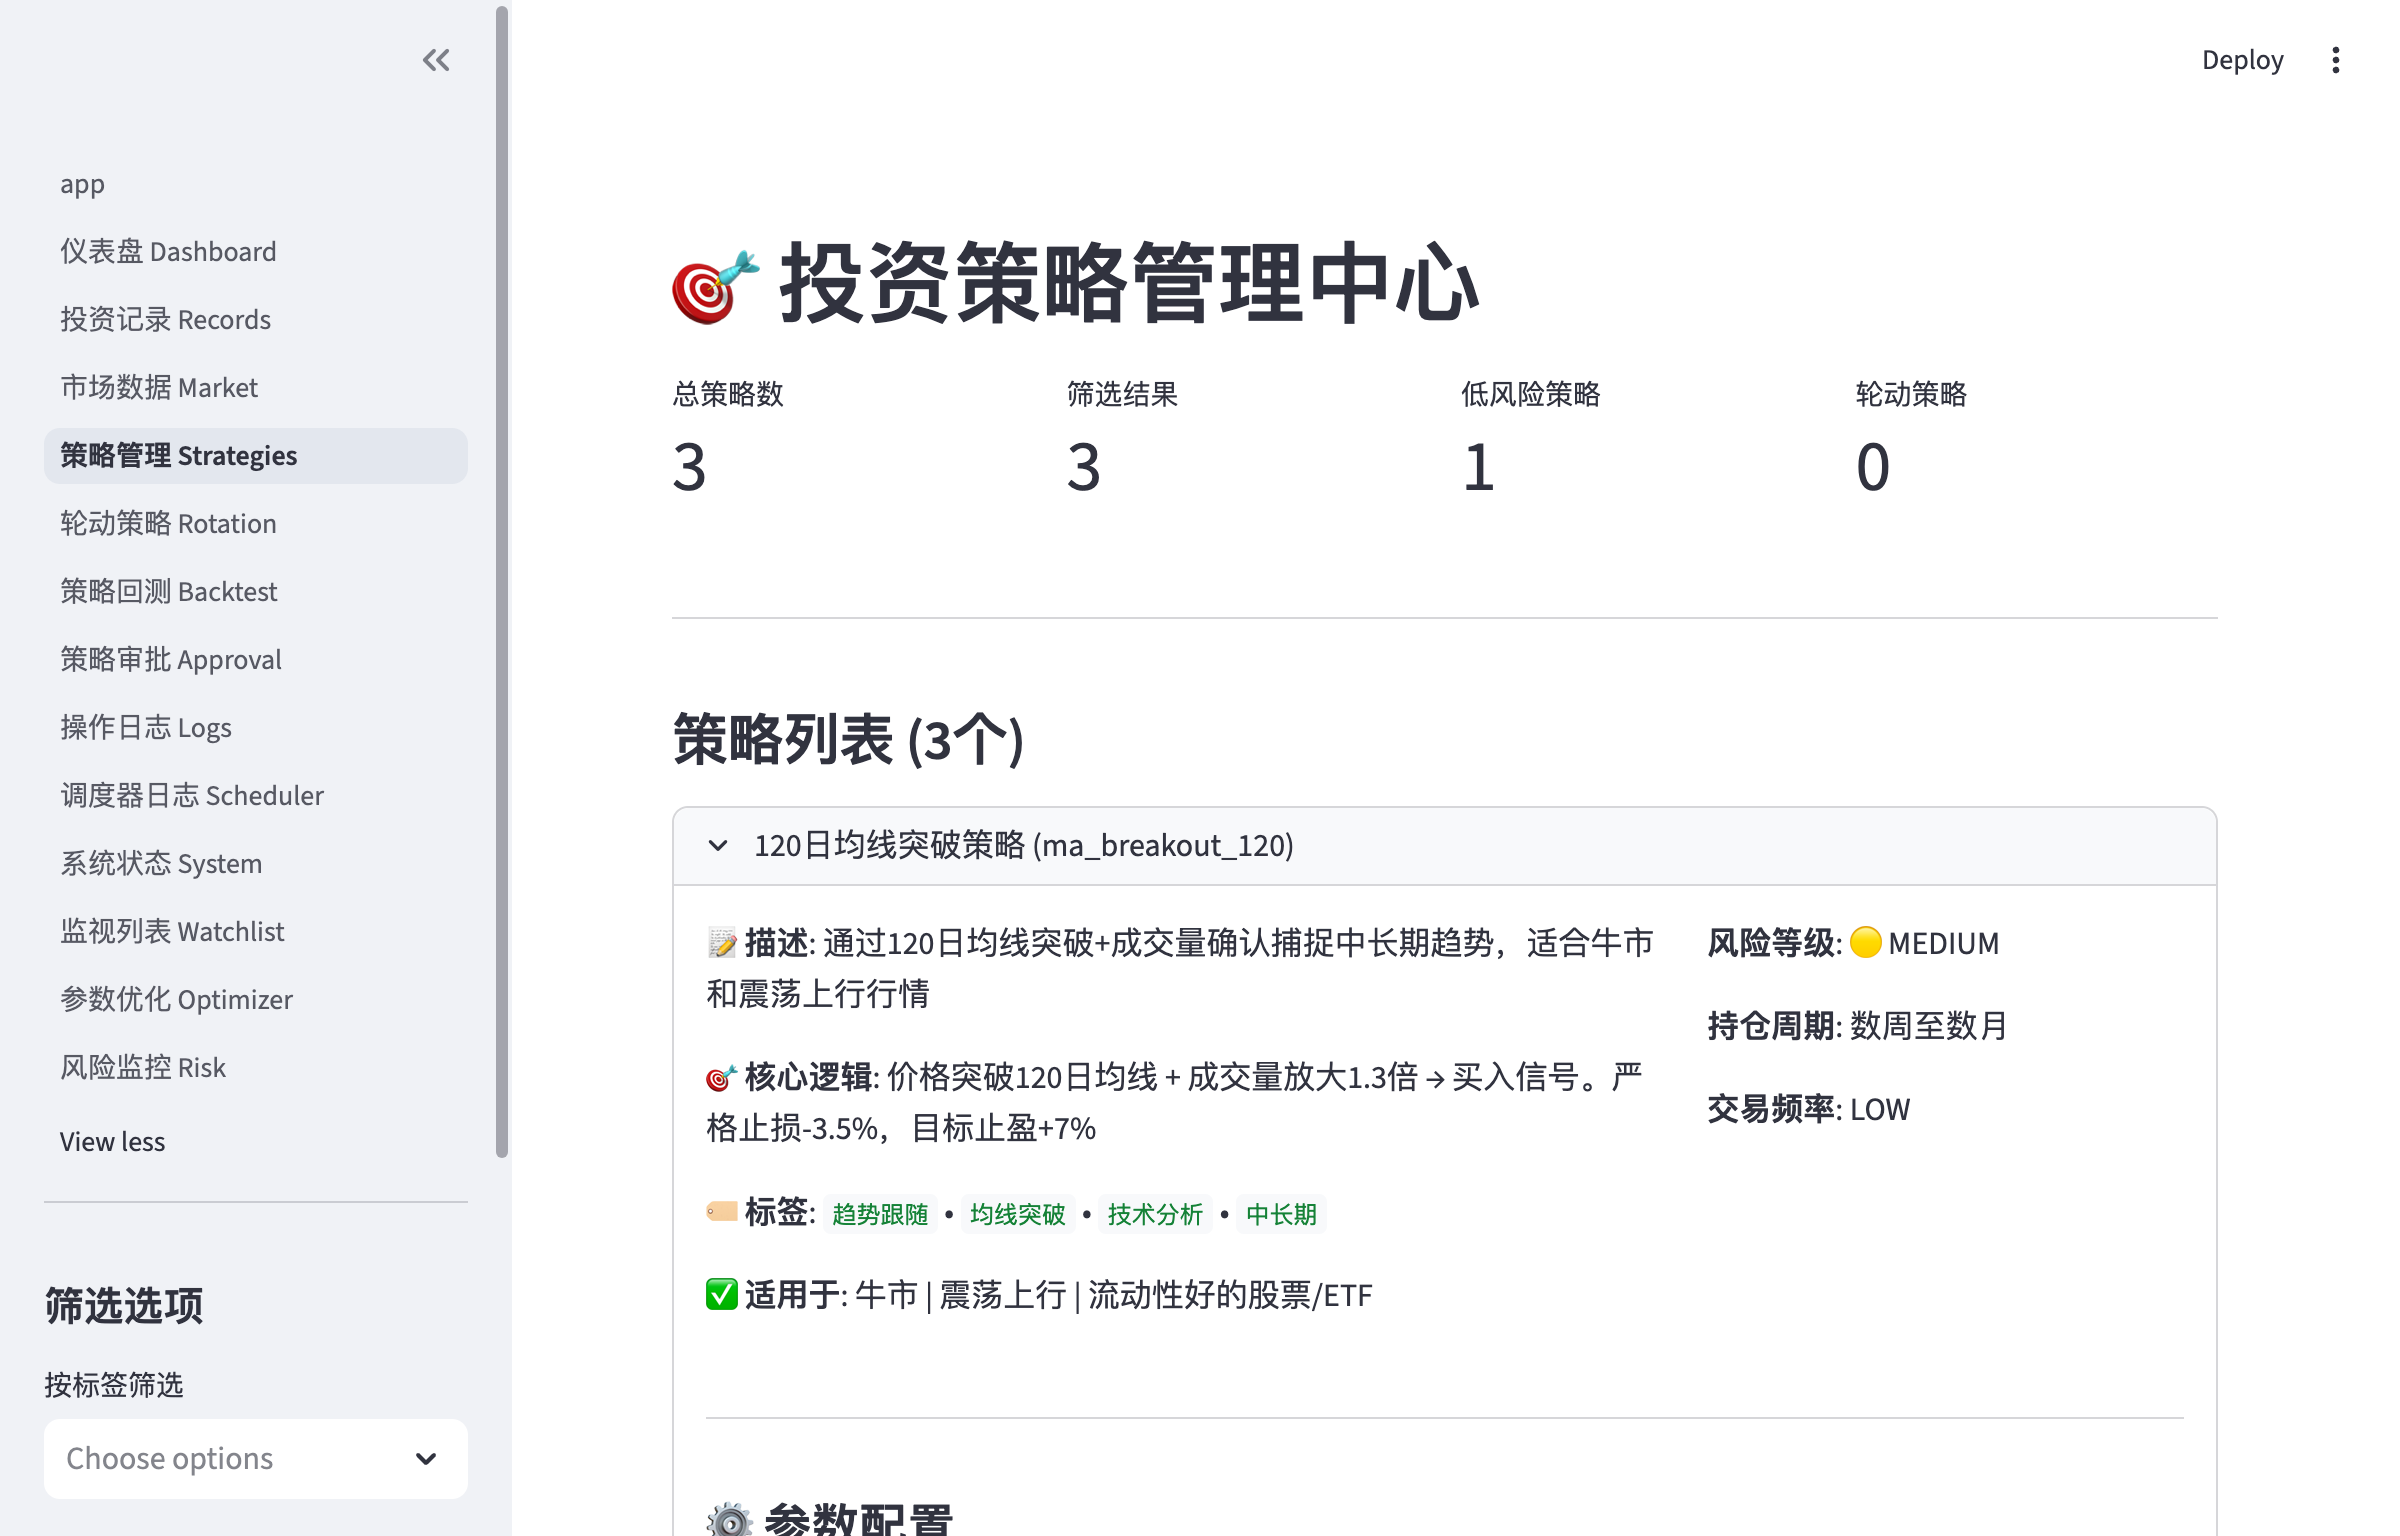 Deploy
app
仪表盘 Dashboard
投资记录 Records
市场数据 Market
策略管理 Strategies
轮动策略 Rotation
策略回测 Backtest
策略审批 Approval
操作日志 Logs
调度器日志 Scheduler
系统状态 System
监视列表 Watchlist
参数优化 Optimizer
风险监控 Risk
View less
筛选选项
按标签筛选
Choose options
投资策略管理中心
总策略数
3
筛选结果
3
低风险策略
1
轮动策略
0
策略列表 (3个)
120日均线突破策略 (ma_breakout_120)
描述: 通过120日均线突破+成交量确认捕捉中长期趋势，适合牛市
和震荡上行行情
核心逻辑: 价格突破120日均线 + 成交量放大1.3倍 → 买入信号。严
格止损-3.5%，目标止盈+7%
标签: 趋势跟随 • 均线突破 • 技术分析 • 中长期
适用于: 牛市 | 震荡上行 | 流动性好的股票/ETF
风险等级: MEDIUM
持仓周期: 数周至数月
交易频率: LOW
参数配置